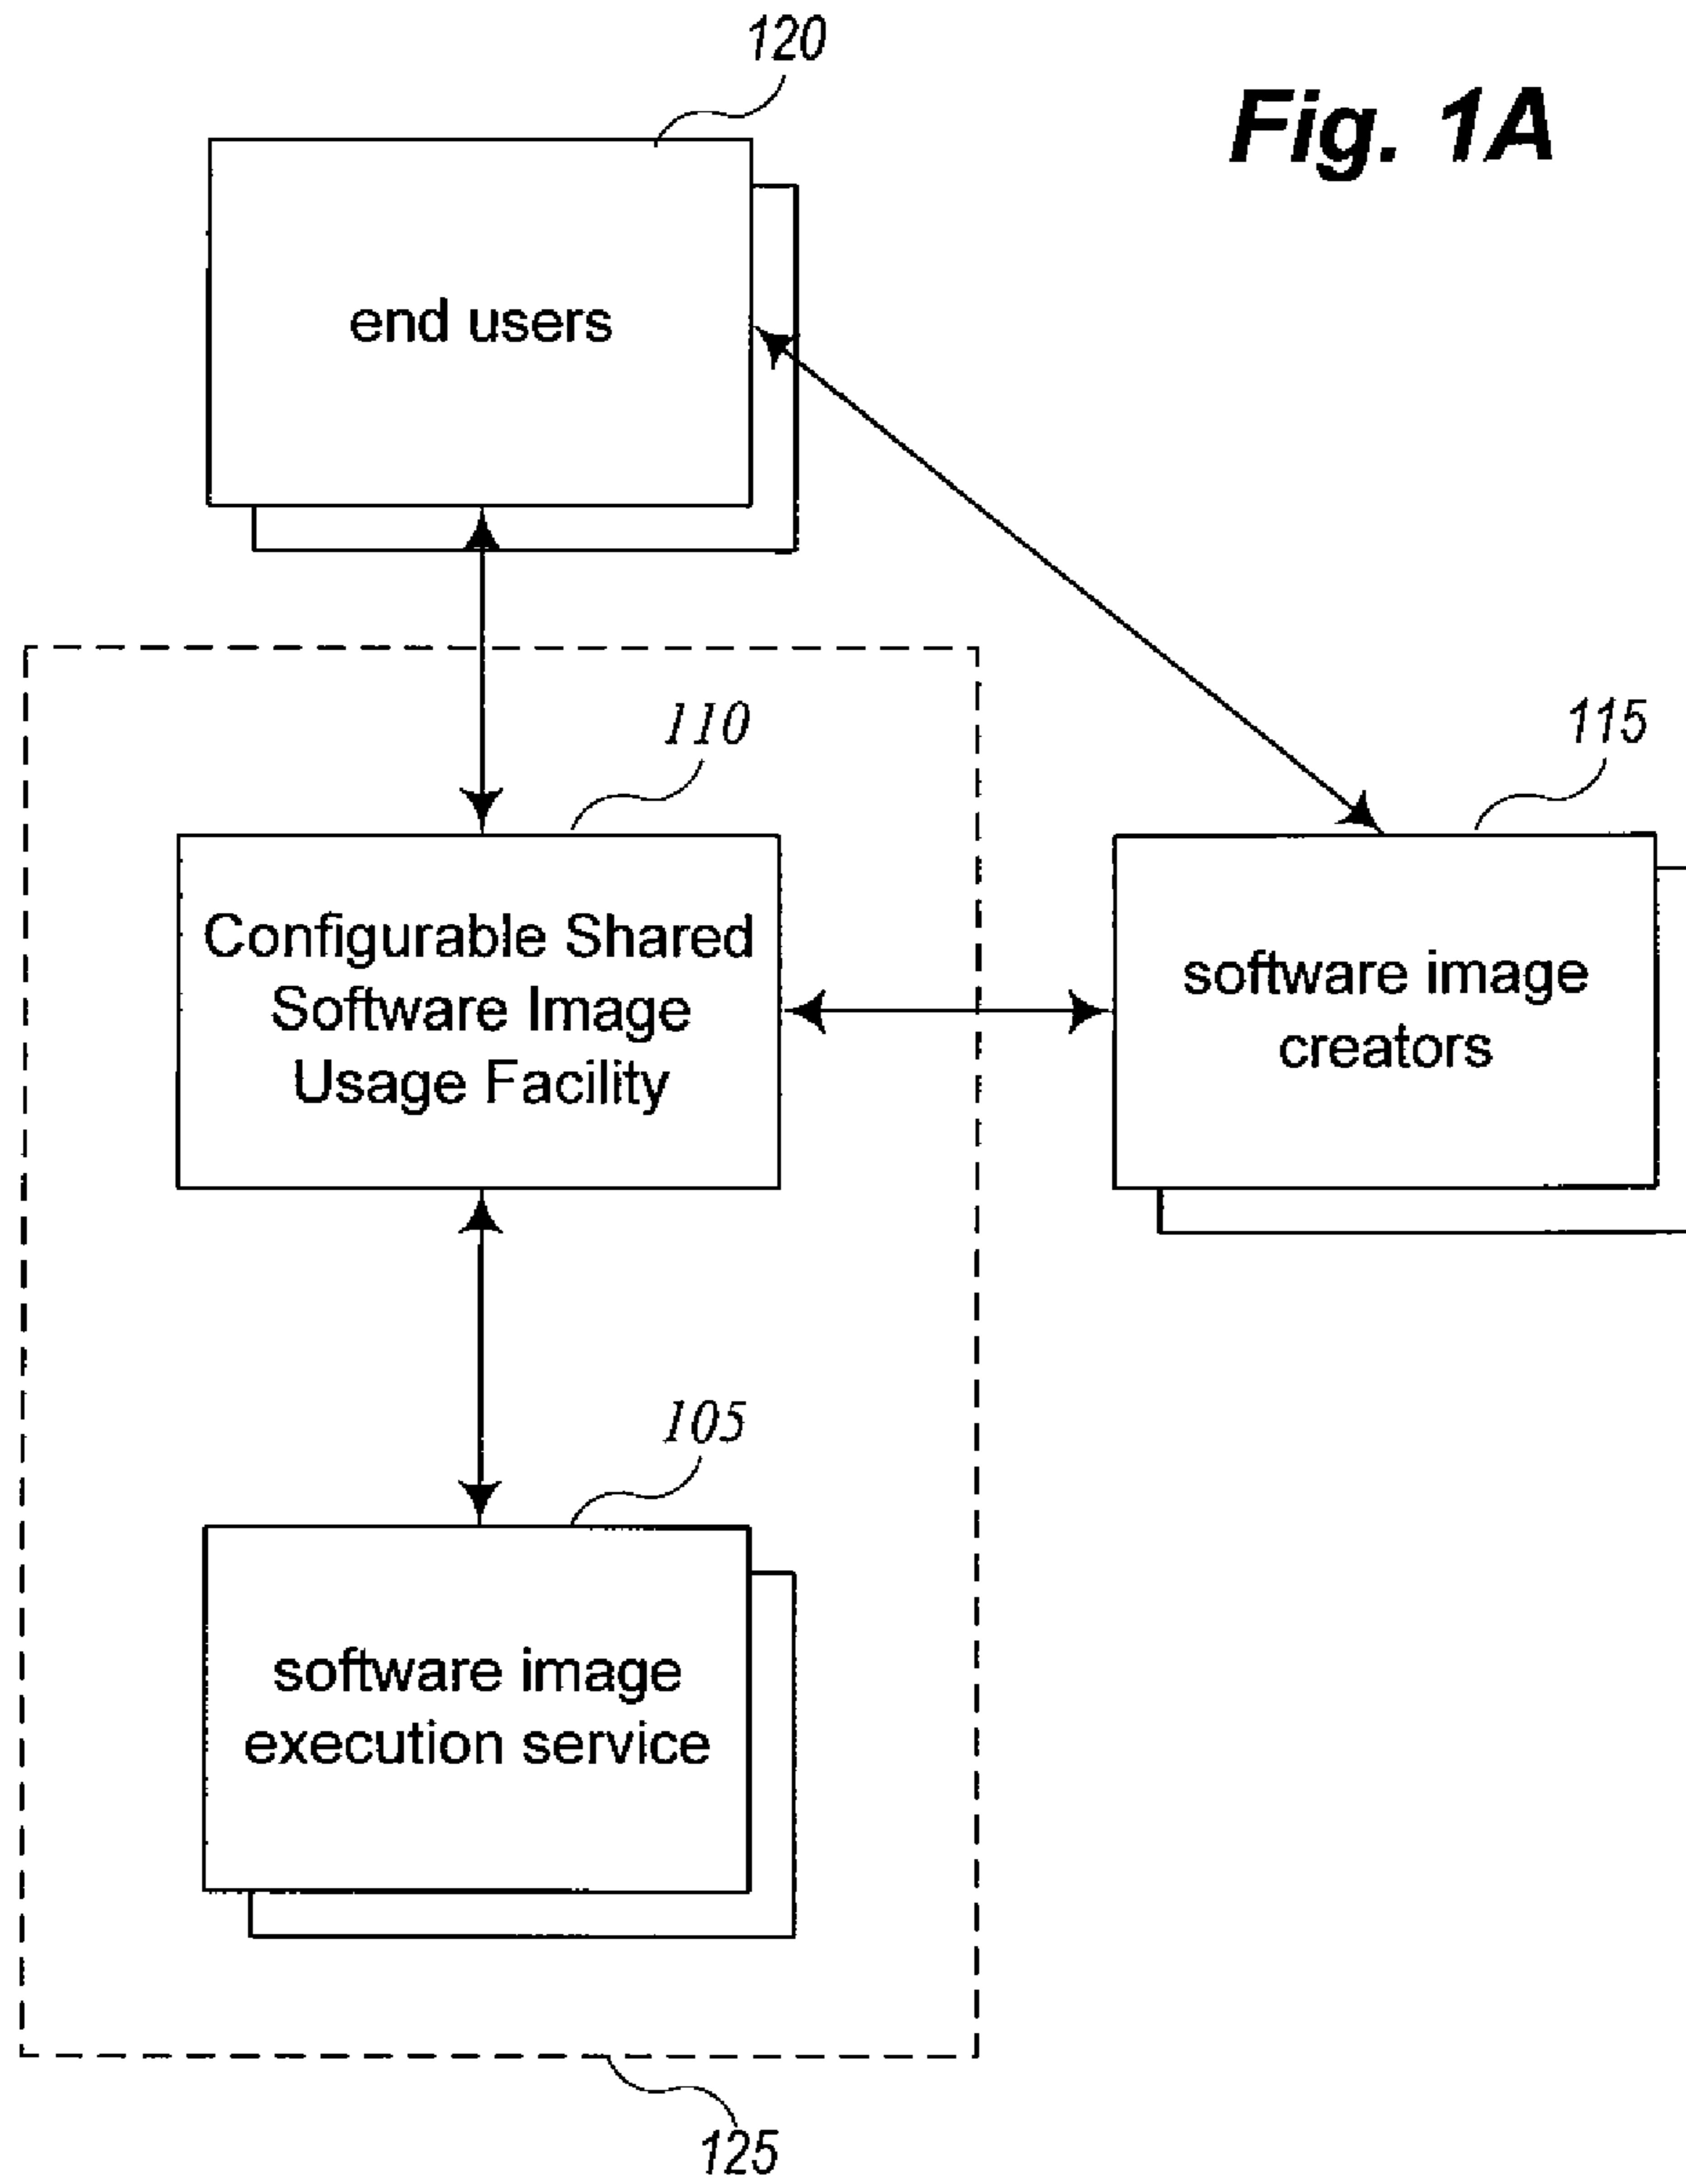 120
Fig. 1A
end users
110
115
Configurable Shared
Software Image
Usage Facility
software image
creators
105
software image
execution service
125